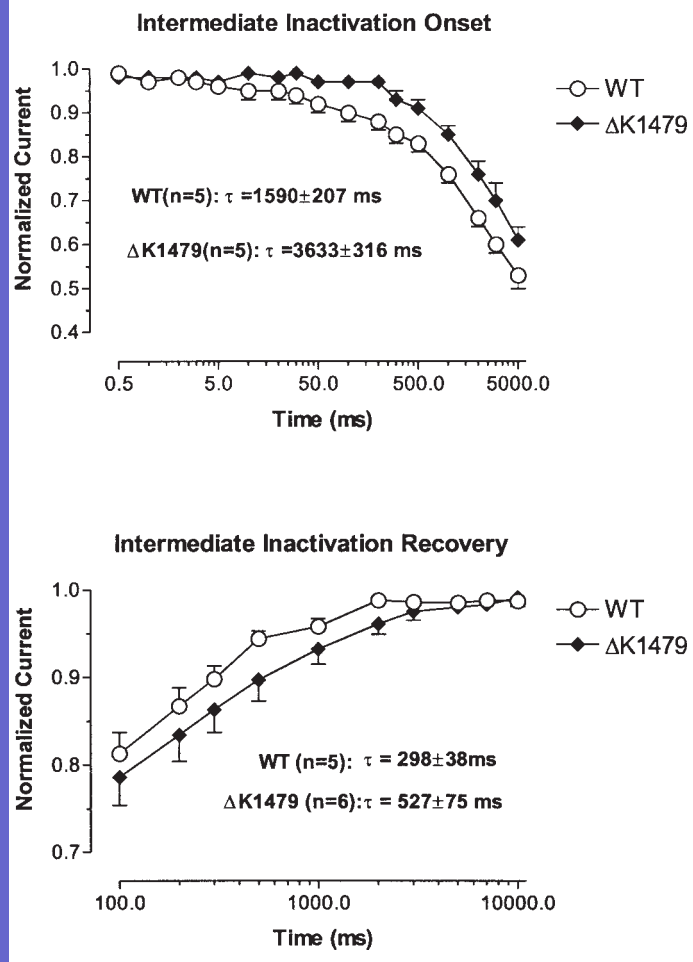 Intermediate Inactivation Onset
Normalized Current
1.0
0.9
0.8
0.7
0.6
0.5
0.4
WT
ΔK1479
WT(n=5): τ =1590±207 ms
ΔK1479(n=5): τ =3633±316 ms
0.5 5.0 50.0 500.0 5000.0
Time (ms)
Intermediate Inactivation Recovery
Normalized Current
1.0
0.9
0.8
0.7
WT
ΔK1479
WT (n=5): τ = 298±38ms
ΔK1479 (n=6):τ = 527±75 ms
100.0 1000.0 10000.0
Time (ms)